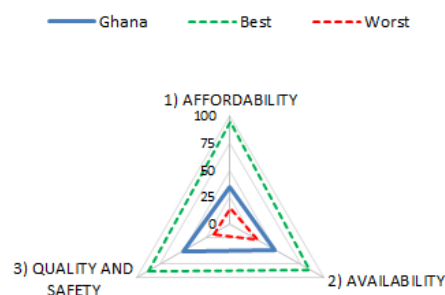 Ghana Best Worst
1) AFFORDABILITY
100
75
50
25
0
3) QUALITY AND
SAFETY
2) AVAILABILITY